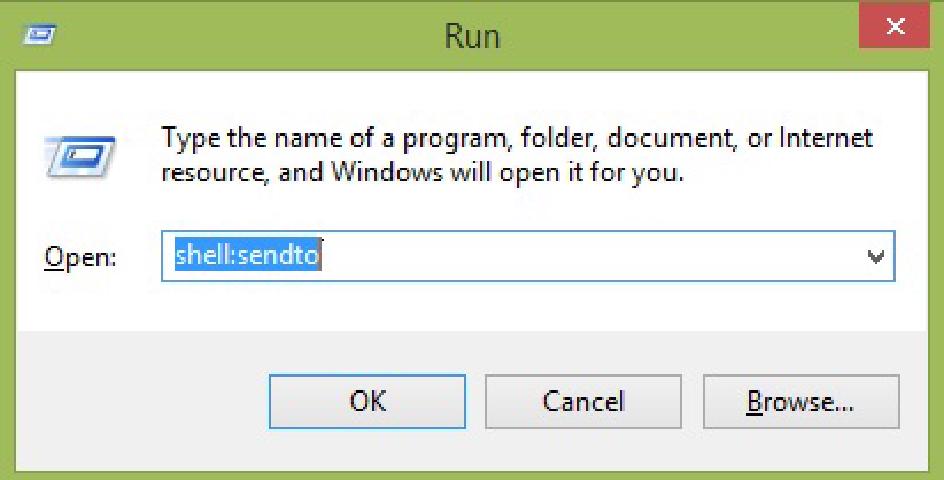 Run
Type the name of a program, folder, document, or Internet
resource, and Windows will open it for you.
Open: shell:sendto
OK Cancel Browse...